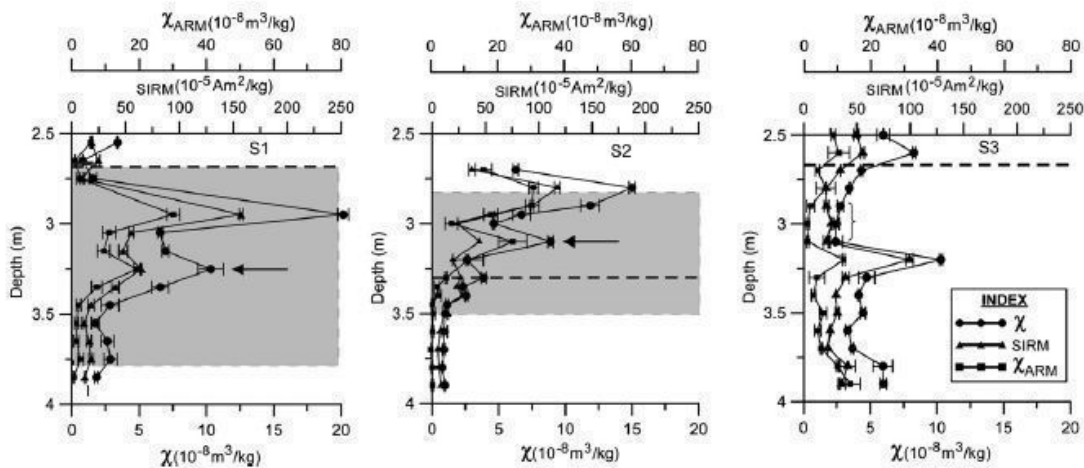 χARM(10⁻⁸m³/kg)
0 20 40 60 80
SIRM(10⁻⁵Am²/kg)
0 50 100 150 200 250
S1
Depth (m)
2.5
3
3.5
4
0 5 10 15 20
χ(10⁻⁸m³/kg)
χARM(10⁻⁸m³/kg)
0 20 40 60 80
SIRM(10⁻⁵Am²/kg)
0 50 100 150 200 250
S2
Depth (m)
2.5
3
3.5
4
0 5 10 15 20
χ(10⁻⁸m³/kg)
χARM(10⁻⁸m³/kg)
0 20 40 60 80
SIRM(10⁻⁵Am²/kg)
0 50 100 150 200 250
S3
Depth (m)
2.5
3
3.5
4
INDEX
χ
SIRM
χARM
0 5 10 15 20
χ(10⁻⁸m³/kg)